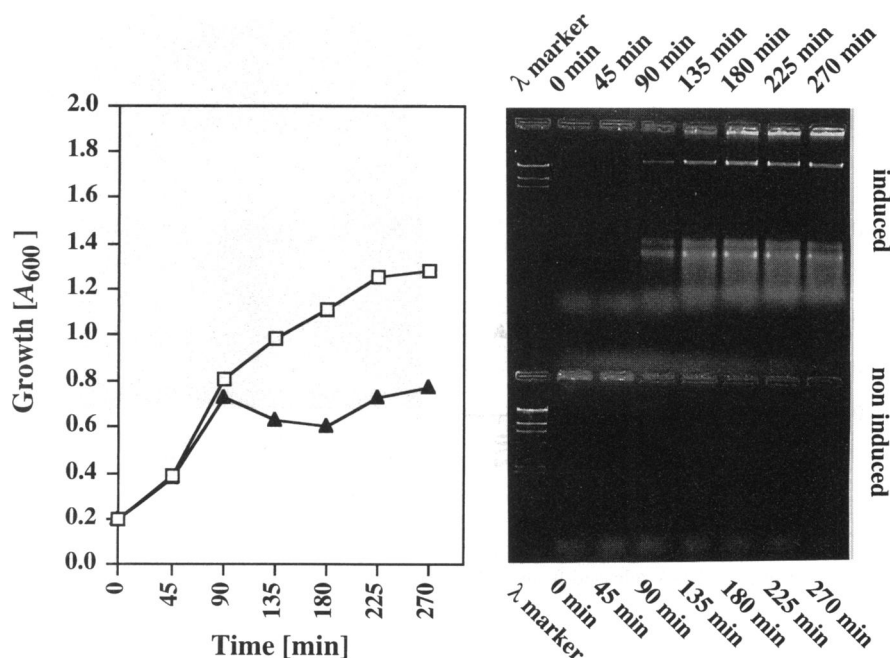 Growth [A600]
2.0
1.8
1.6
1.4
1.2
1.0
0.8
0.6
0.4
0.2
0.0
0
45
90
135
180
225
270
Time [min]
λ marker
0 min
45 min
90 min
135 min
180 min
225 min
270 min
induced
non induced
λ marker
0 min
45 min
90 min
135 min
180 min
225 min
270 min